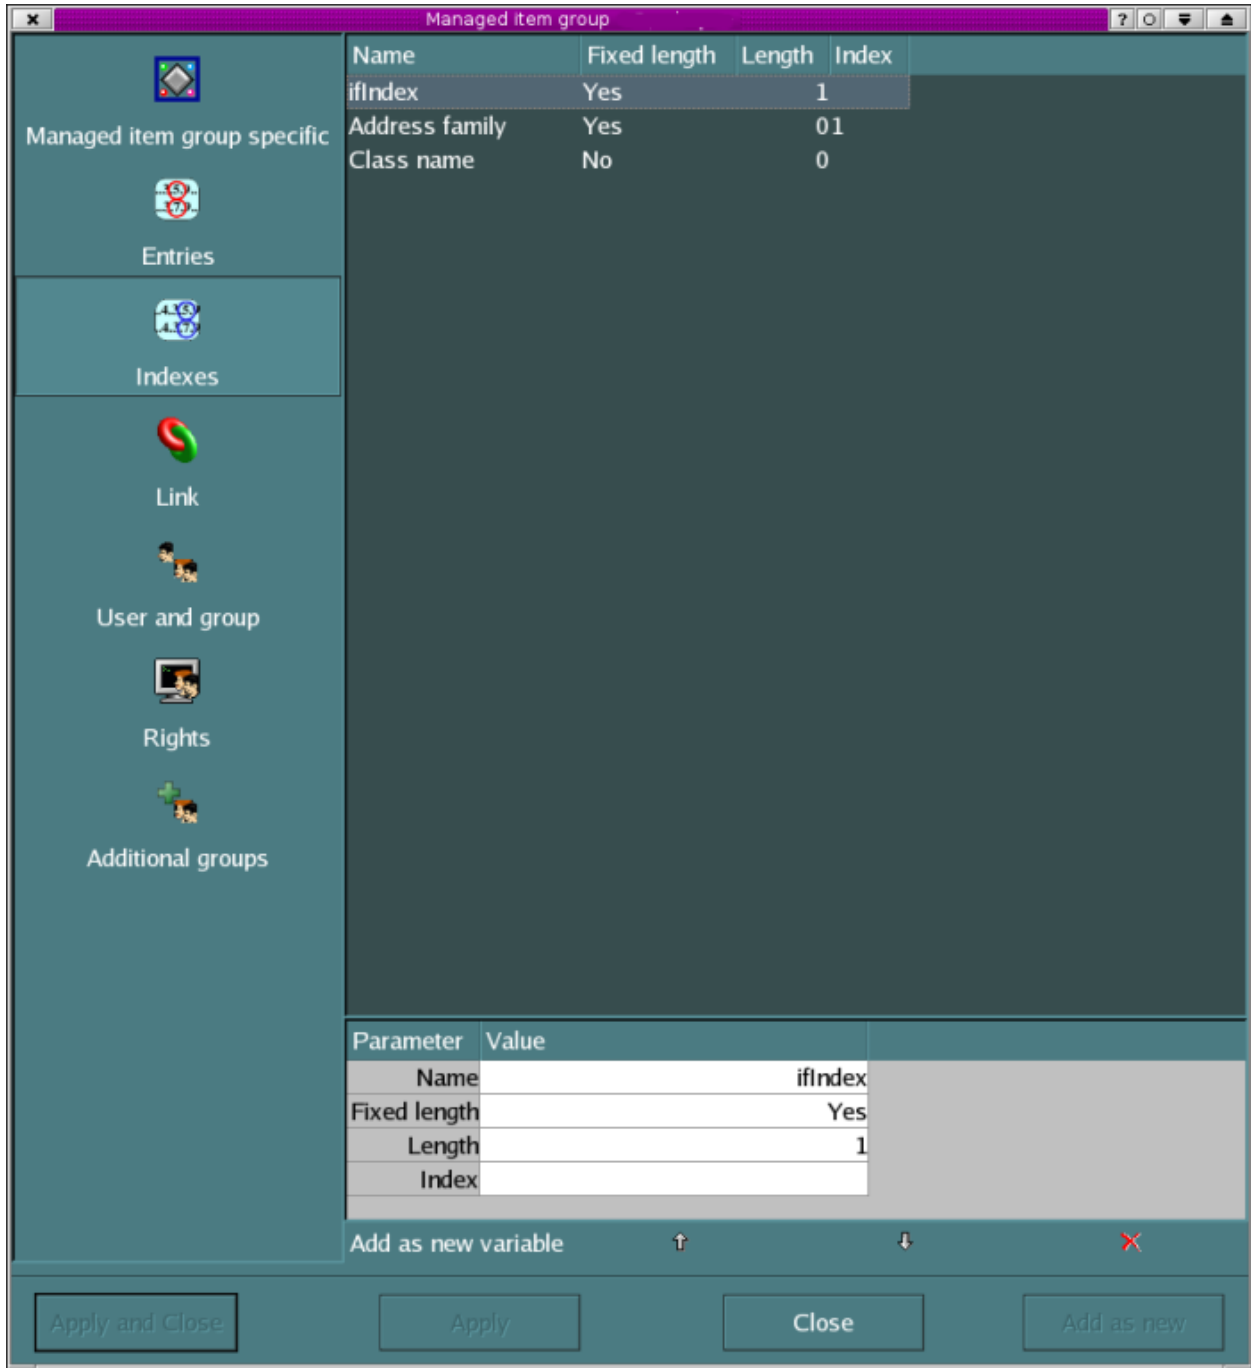 Managed item group
Name Fixed length Length Index
ifIndex Yes 1
Address family Yes 0 1
Class name No 0
Managed item group specific
Entries
Indexes
Link
User and group
Rights
Additional groups
Parameter Value
Name ifIndex
Fixed length Yes
Length 1
Index
Add as new variable
Apply and Close Apply Close Add as new